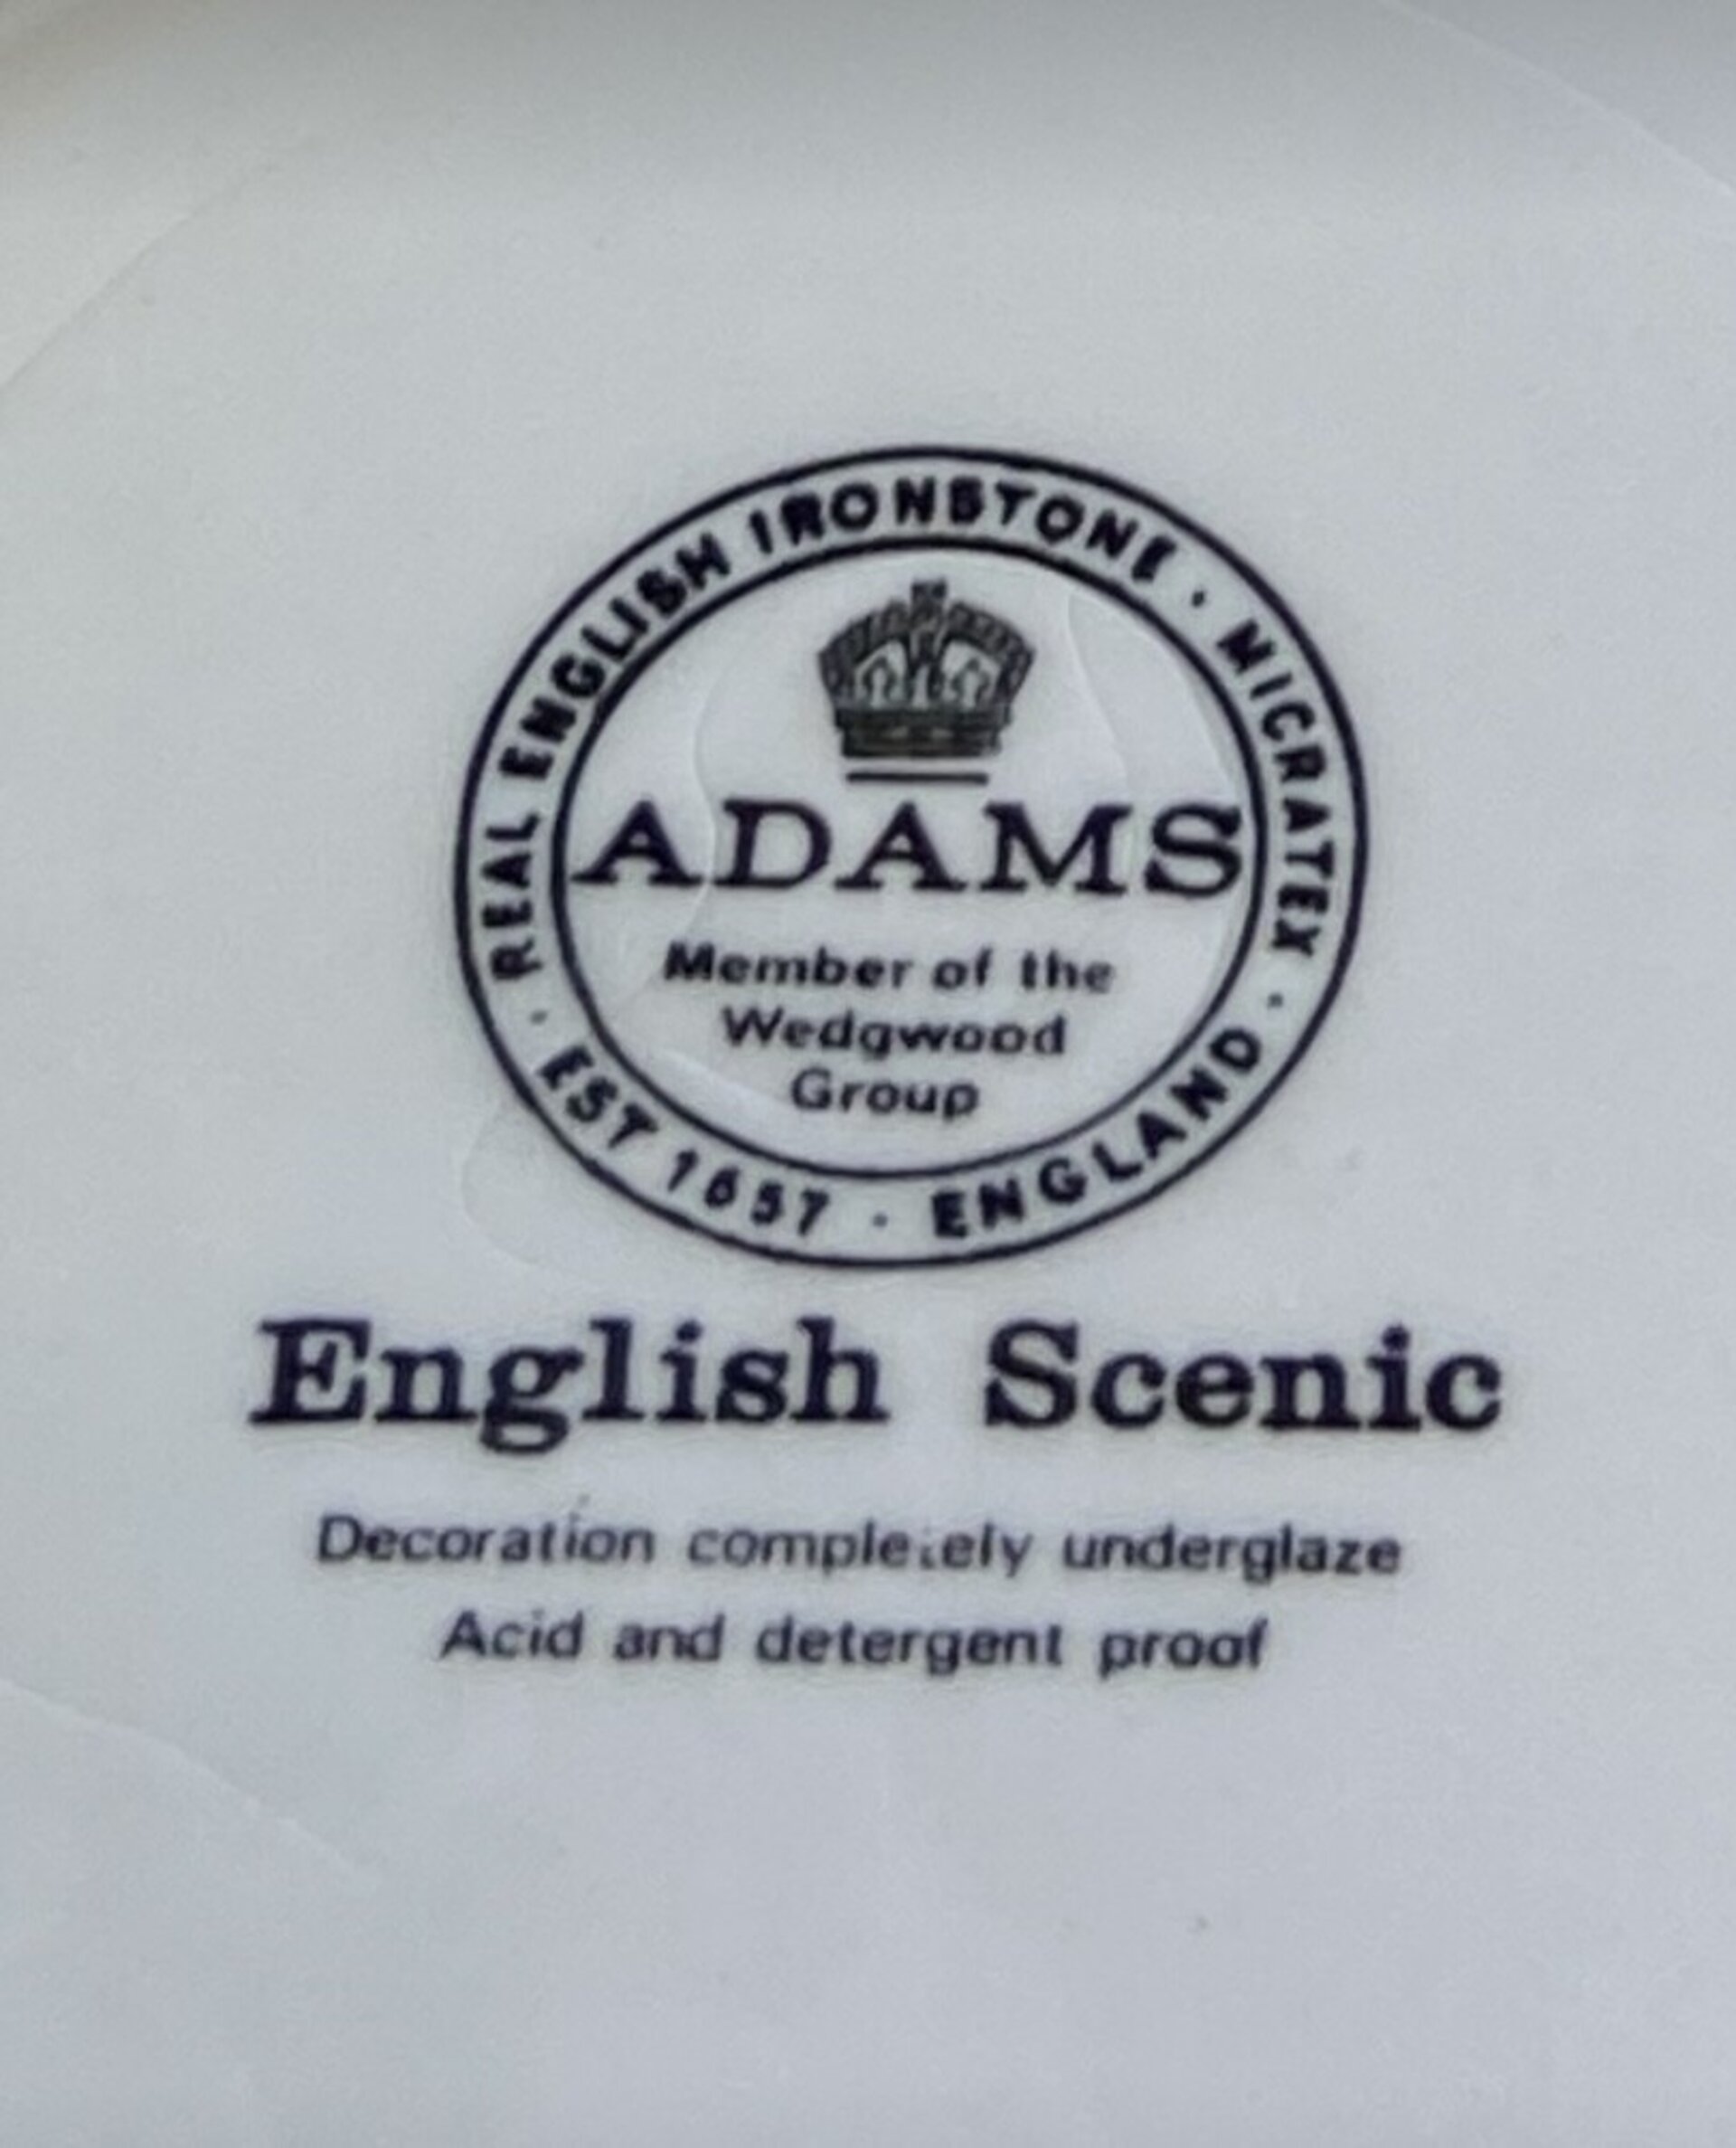 REAL ENGLISH IRONSTONE · MICRATEX · ENGLAND · EST 1657 ·
ADAMS
Member of the
Wedgwood
Group
English Scenic
Decoration completely underglaze
Acid and detergent proof